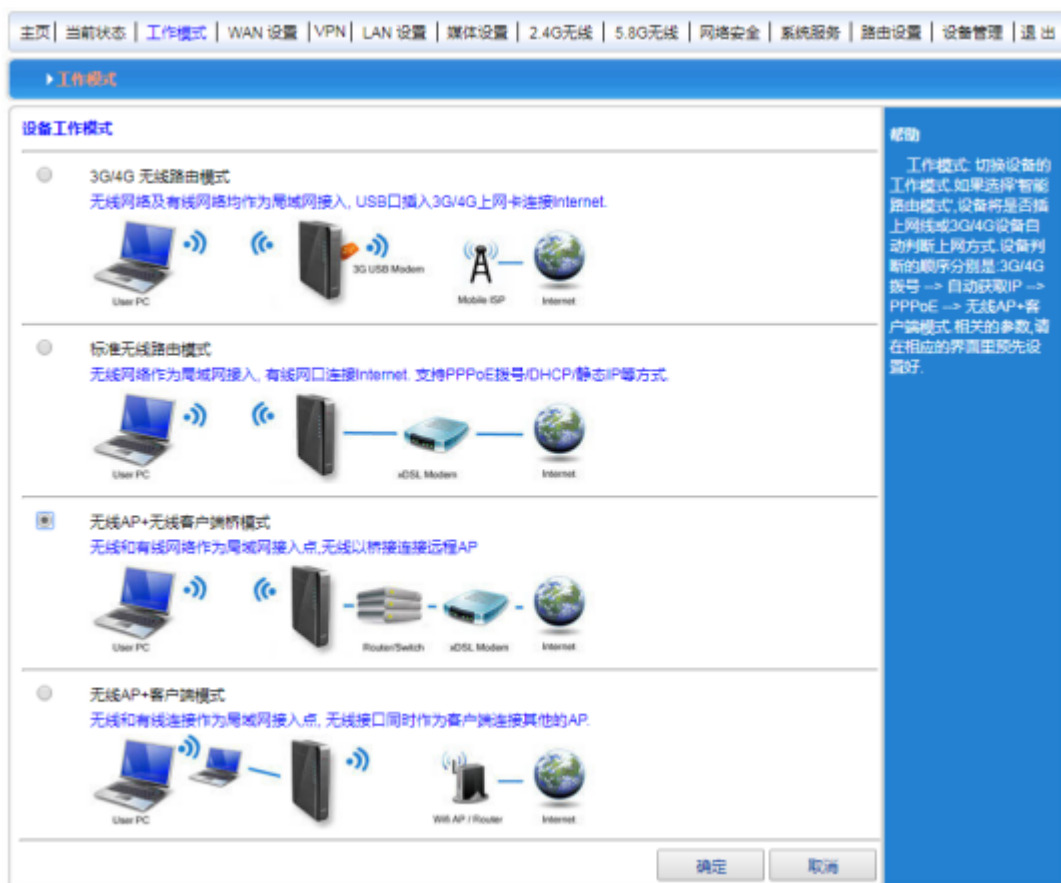 主页 | 当前状态 | 工作模式 | WAN 设置 | VPN | LAN 设置 | 媒体设置 | 2.4G无线 | 5.8G无线 | 网络安全 | 系统服务 | 路由设置 | 设备管理 | 退 出
工作模式
设备工作模式
3G/4G 无线路由模式
无线网络及有线网络均作为局域网接入, USB口插入3G/4G上网卡连接Internet.
3G USB Modem
User PC
Mobile ISP
Internet
标准无线路由模式
无线网络作为局域网接入, 有线网口连接Internet. 支持PPPoE拨号/DHCP/静态IP等方式.
User PC
xDSL Modem
Internet
无线AP+无线客户端桥模式
无线和有线网络作为局域网接入点,无线以桥接连接远程AP
User PC
Router/Switch
xDSL Modem
Internet
无线AP+客户端模式
无线和有线连接作为局域网接入点, 无线接口同时作为客户端连接其他的AP.
User PC
Wifi AP / Router
Internet
确定
取消
帮助
工作模式: 切换设备的
工作模式.如果选择'智能
路由模式',设备将是否插
上网线或3G/4G设备自
动判断上网方式.设备判
断的顺序分别是:3G/4G
拨号 --> 自动获取IP -->
PPPoE --> 无线AP+客
户端模式.相关的参数,请
在相应的界面里预先设
置好.